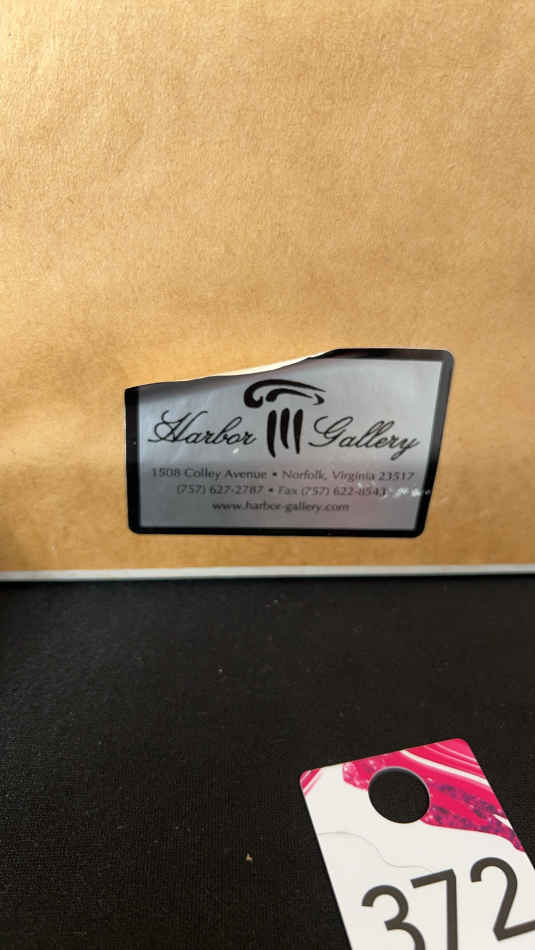 Harbor Gallery
1508 Colley Avenue • Norfolk, Virginia 23517
(757) 627-2787 • Fax (757) 622-8543
www.harbor-gallery.com
372